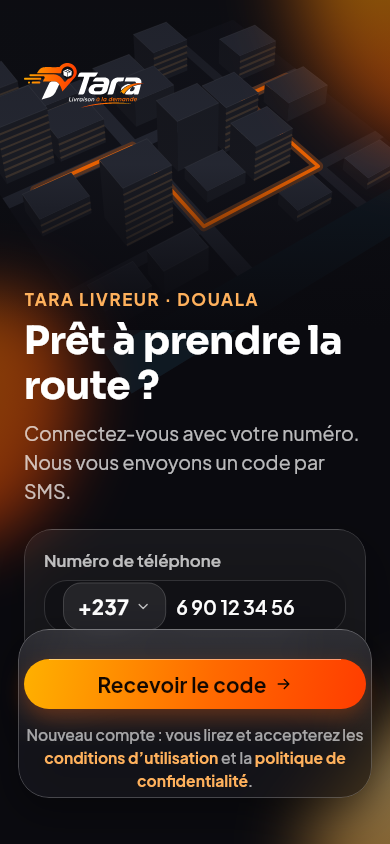 Tara
Livraison à la demande
TARA LIVREUR · DOUALA
Prêt à prendre la
route ?
Connectez-vous avec votre numéro.
Nous vous envoyons un code par
SMS.
Numéro de téléphone
+237 6 90 12 34 56
Recevoir le code →
Nouveau compte : vous lirez et accepterez les
conditions d’utilisation et la politique de
confidentialité.